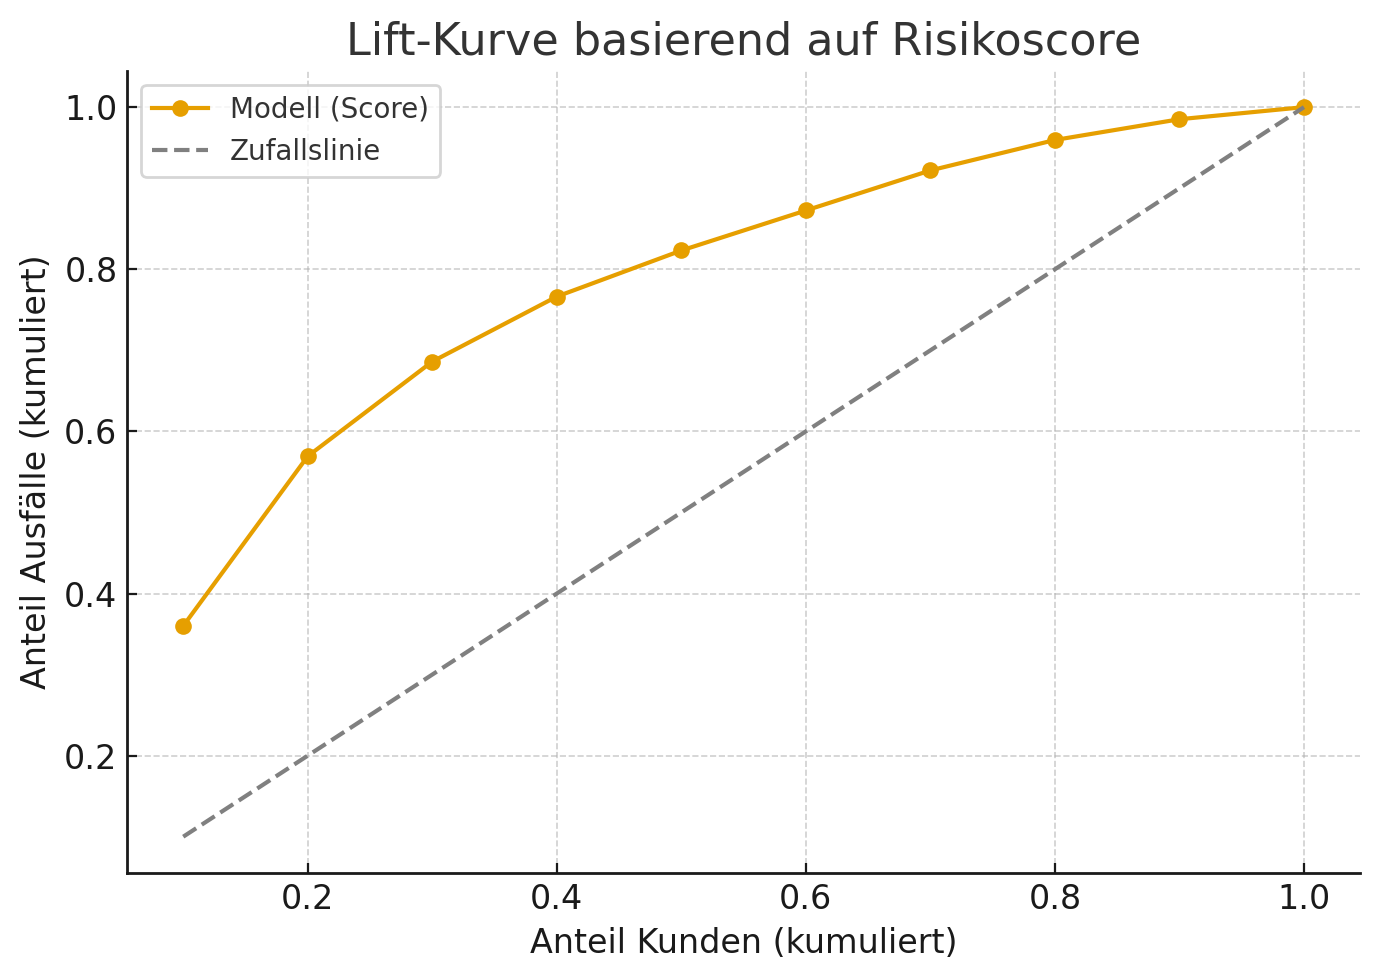 Lift-Kurve basierend auf Risikoscore
Modell (Score)
Zufallslinie
1.0
0.8
0.6
0.4
0.2
Anteil Ausfälle (kumuliert)
0.2 0.4 0.6 0.8 1.0
Anteil Kunden (kumuliert)